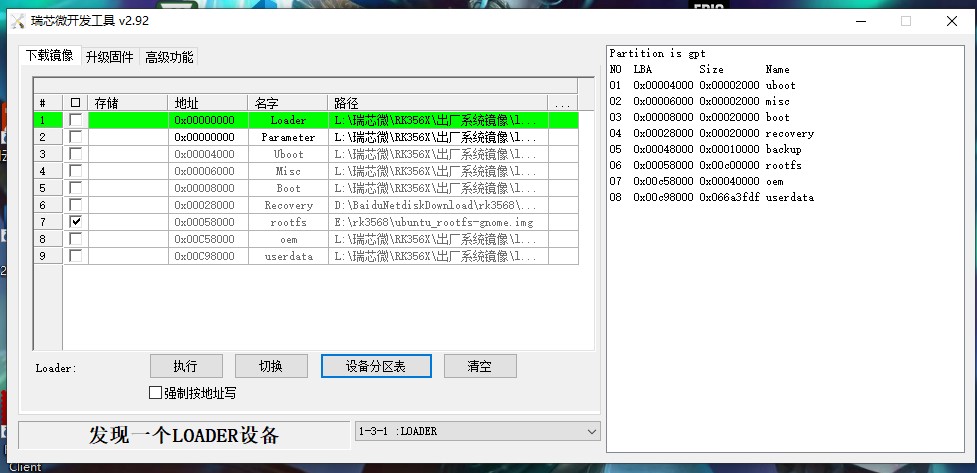 瑞芯微开发工具 v2.92
下载镜像 升级固件 高级功能
# 存储 地址 名字 路径 ...
1 0x00000000 Loader L:\瑞芯微\RK356X\出厂系统镜像\l...
2 0x00000000 Parameter L:\瑞芯微\RK356X\出厂系统镜像\l...
3 0x00004000 Uboot L:\瑞芯微\RK356X\出厂系统镜像\l...
4 0x00006000 Misc L:\瑞芯微\RK356X\出厂系统镜像\l...
5 0x00008000 Boot L:\瑞芯微\RK356X\出厂系统镜像\l...
6 0x00028000 Recovery D:\BaiduNetdiskDownload\rk3568\...
7 0x00058000 rootfs E:\rk3568\ubuntu_rootfs-gnome.img
8 0x00C58000 oem L:\瑞芯微\RK356X\出厂系统镜像\l...
9 0x00C98000 userdata L:\瑞芯微\RK356X\出厂系统镜像\l...
Loader: 执行 切换 设备分区表 清空
强制按地址写
发现一个LOADER设备 1-3-1 :LOADER
Partition is gpt
NO LBA Size Name
01 0x00004000 0x00002000 uboot
02 0x00006000 0x00002000 misc
03 0x00008000 0x00020000 boot
04 0x00028000 0x00020000 recovery
05 0x00048000 0x00010000 backup
06 0x00058000 0x00c00000 rootfs
07 0x00c58000 0x00040000 oem
08 0x00c98000 0x066a3fdf userdata
Client